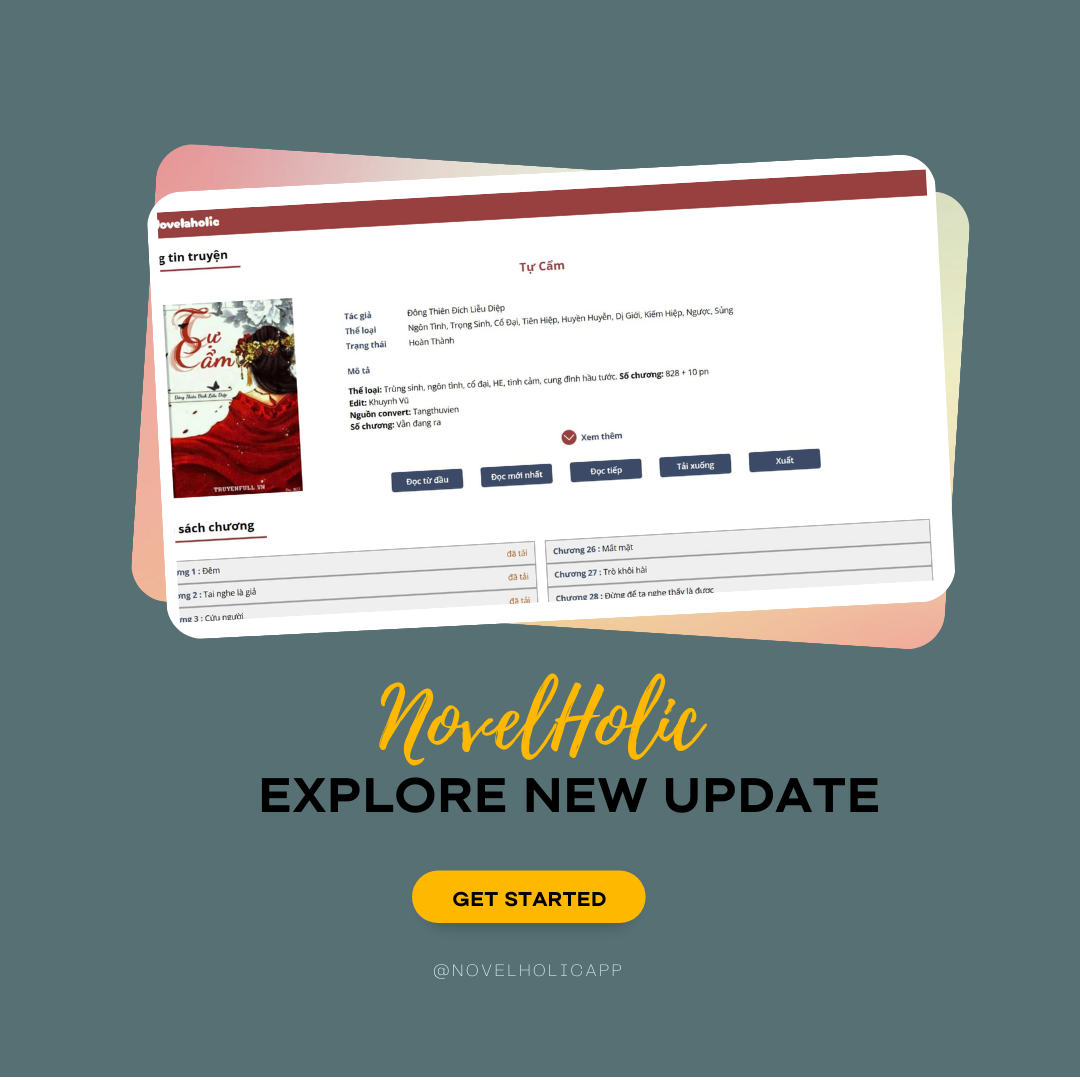 Novelaholic
g tin truyện
Tự Cẩm
Tự
Cẩm
Đông Thiên Đích Liễu Diệp
TRUYENFULL.VN
Tác giả Đông Thiên Đích Liễu Diệp
Thể loại Ngôn Tình, Trọng Sinh, Cổ Đại, Tiên Hiệp, Huyền Huyễn, Dị Giới, Kiếm Hiệp, Ngược, Sủng
Trạng thái Hoàn Thành
Mô tả
Thể loại: Trùng sinh, ngôn tình, cổ đại, HE, tình cảm, cung đình hầu tước. Số chương: 828 + 10 pn
Edit: Khuynh Vũ
Nguồn convert: Tangthuvien
Số chương: Vẫn đang ra
Xem thêm
Đọc từ đầu
Đọc mới nhất
Đọc tiếp
Tải xuống
Xuất
sách chương
ng 1 : Đêm đã tải
ng 2 : Tai nghe là giả đã tải
ng 3 : Cứu người đã tải
Chương 26 : Mất mặt
Chương 27 : Trò khôi hài
Chương 28 : Đừng để ta nghe thấy là được
NovelHolic
EXPLORE NEW UPDATE
GET STARTED
@NOVELHOLICAPP